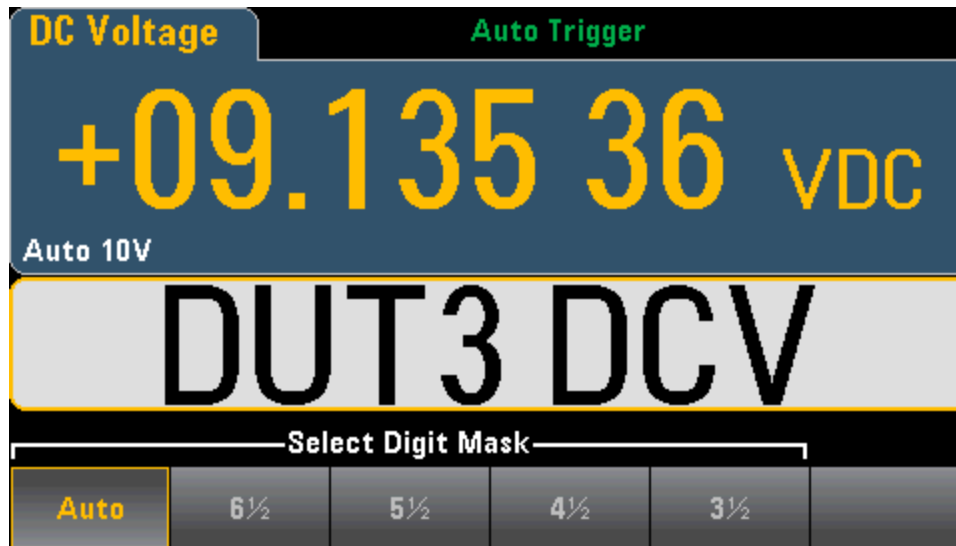 DC Voltage Auto Trigger
+09.135 36 VDC
Auto 10V
DUT3 DCV
Select Digit Mask
Auto 6½ 5½ 4½ 3½